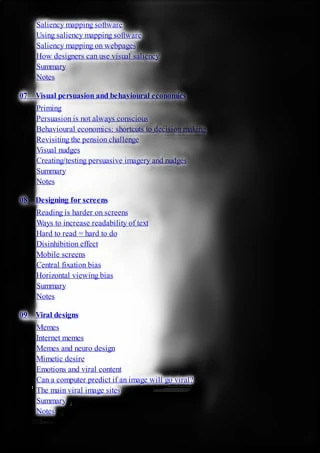 Saliency mapping software
Using saliency mapping software
Saliency mapping on webpages
How designers can use visual saliency
Summary
Notes
07 Visual persuasion and behavioural economics
Priming
Persuasion is not always conscious
Behavioural economics: shortcuts to decision making
Revisiting the pension challenge
Visual nudges
Creating/testing persuasive imagery and nudges
Summary
Notes
08 Designing for screens
Reading is harder on screens
Ways to increase readability of text
Hard to read = hard to do
Disinhibition effect
Mobile screens
Central fixation bias
Horizontal viewing bias
Summary
Notes
09 Viral designs
Memes
Internet memes
Memes and neuro design
Mimetic desire
Emotions and viral content
Can a computer predict if an image will go viral?
The main viral image sites
Summary
Notes